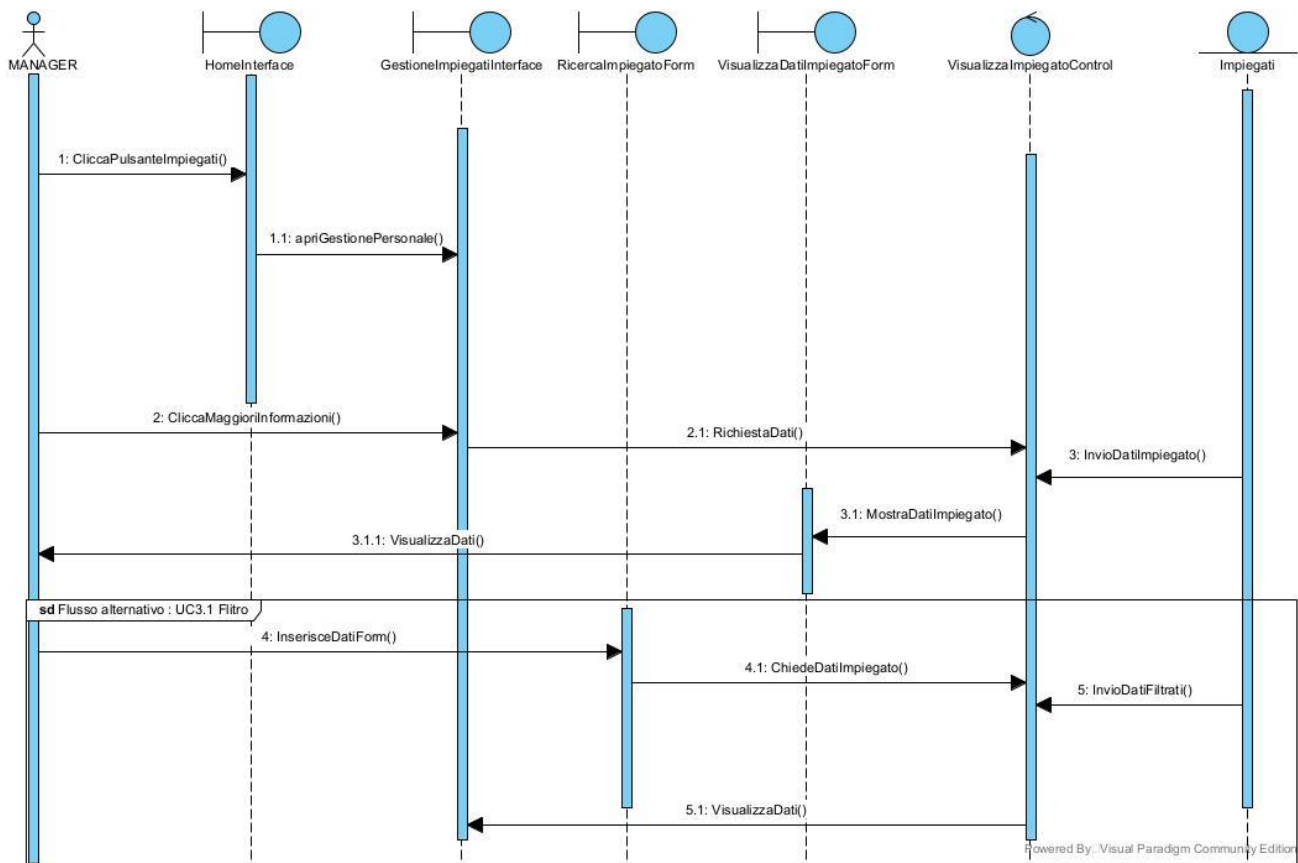 MANAGER
HomeInterface
GestioneImpiegatiInterface
RicercaImpiegatoForm
VisualizzaDatiImpiegatoForm
VisualizzaImpiegatoControl
Impiegati
1: CliccaPulsanteImpiegati()
1.1: apriGestionePersonale()
2: CliccaMaggioriInformazioni()
2.1: RichiestaDati()
3: InvioDatiImpiegato()
3.1: MostraDatiImpiegato()
3.1.1: VisualizzaDati()
sd Flusso alternativo : UC3.1 Flitro
4: InserisceDatiForm()
4.1: ChiedeDatiImpiegato()
5: InvioDatiFiltrati()
5.1: VisualizzaDati()
Powered By Visual Paradigm Community Edition